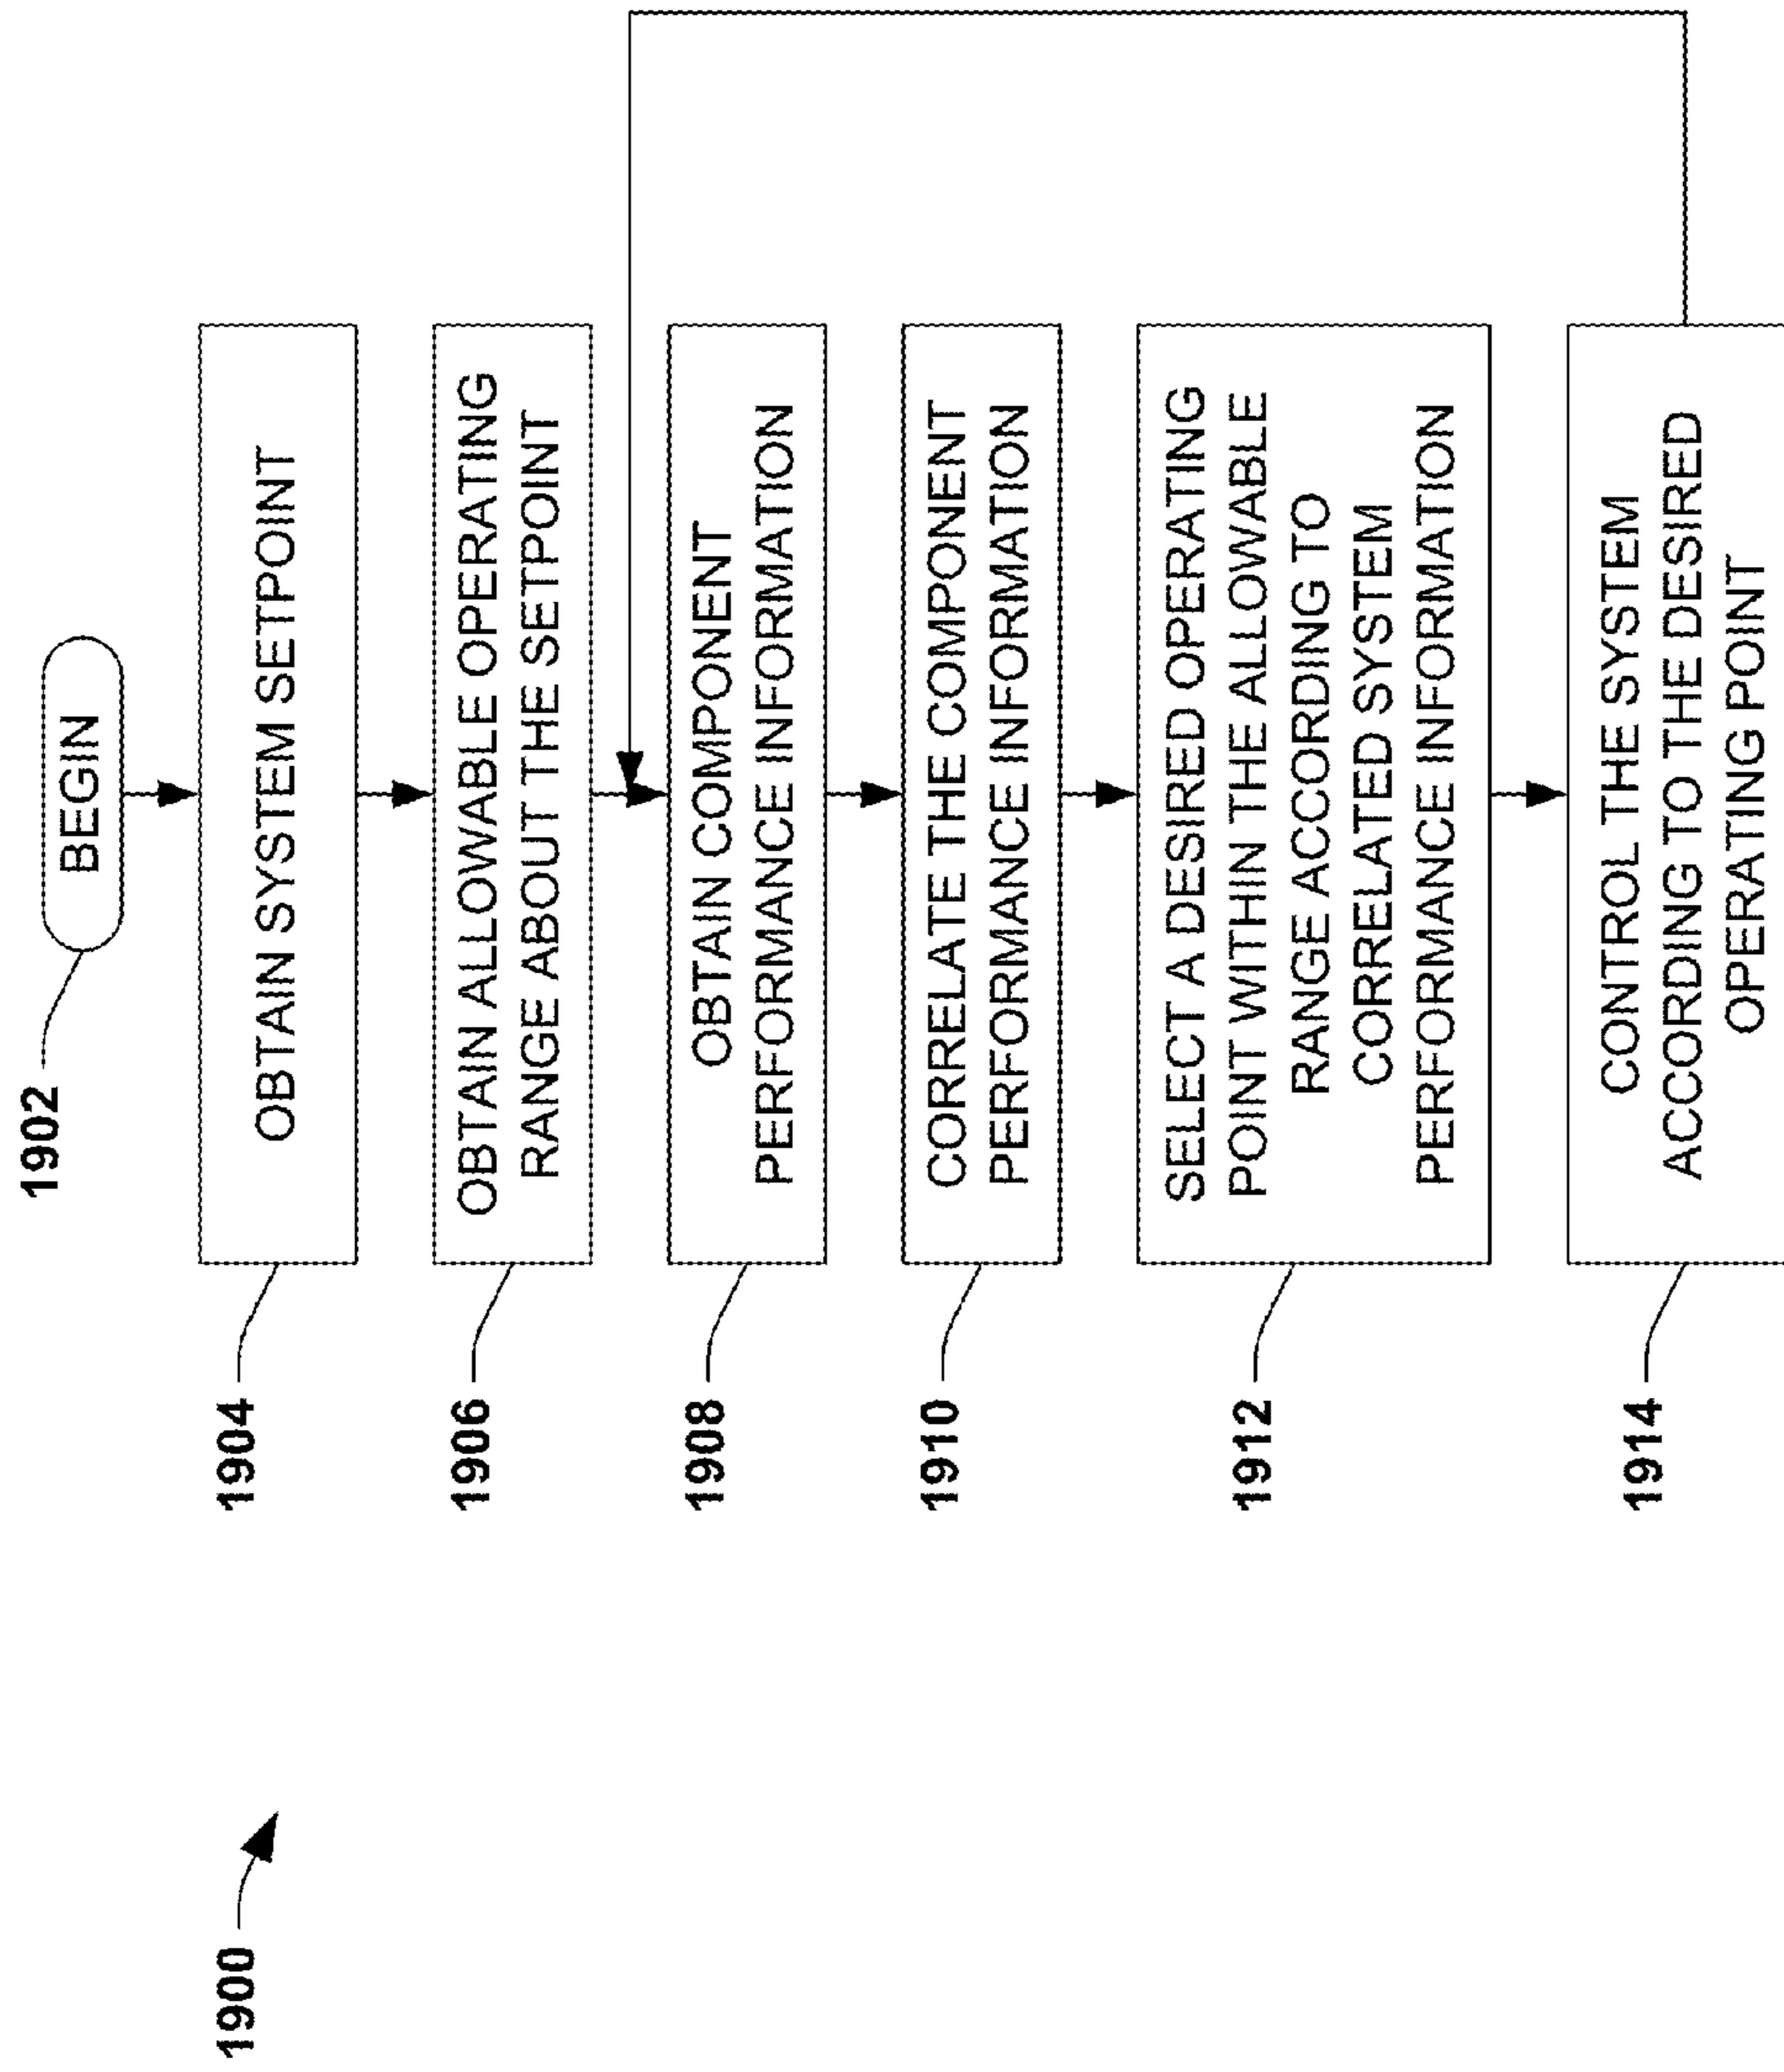 1900
1902
BEGIN
1904
OBTAIN SYSTEM SETPOINT
1906
OBTAIN ALLOWABLE OPERATING
RANGE ABOUT THE SETPOINT
1908
OBTAIN COMPONENT
PERFORMANCE INFORMATION
1910
CORRELATE THE COMPONENT
PERFORMANCE INFORMATION
1912
SELECT A DESIRED OPERATING
POINT WITHIN THE ALLOWABLE
RANGE ACCORDING TO
CORRELATED SYSTEM
PERFORMANCE INFORMATION
1914
CONTROL THE SYSTEM
ACCORDING TO THE DESIRED
OPERATING POINT